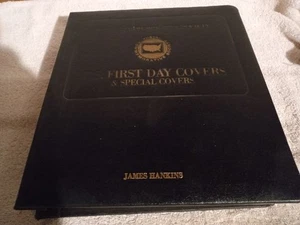 FIRST DAY COVERS
& SPECIAL COVERS
JAMES HANKINS